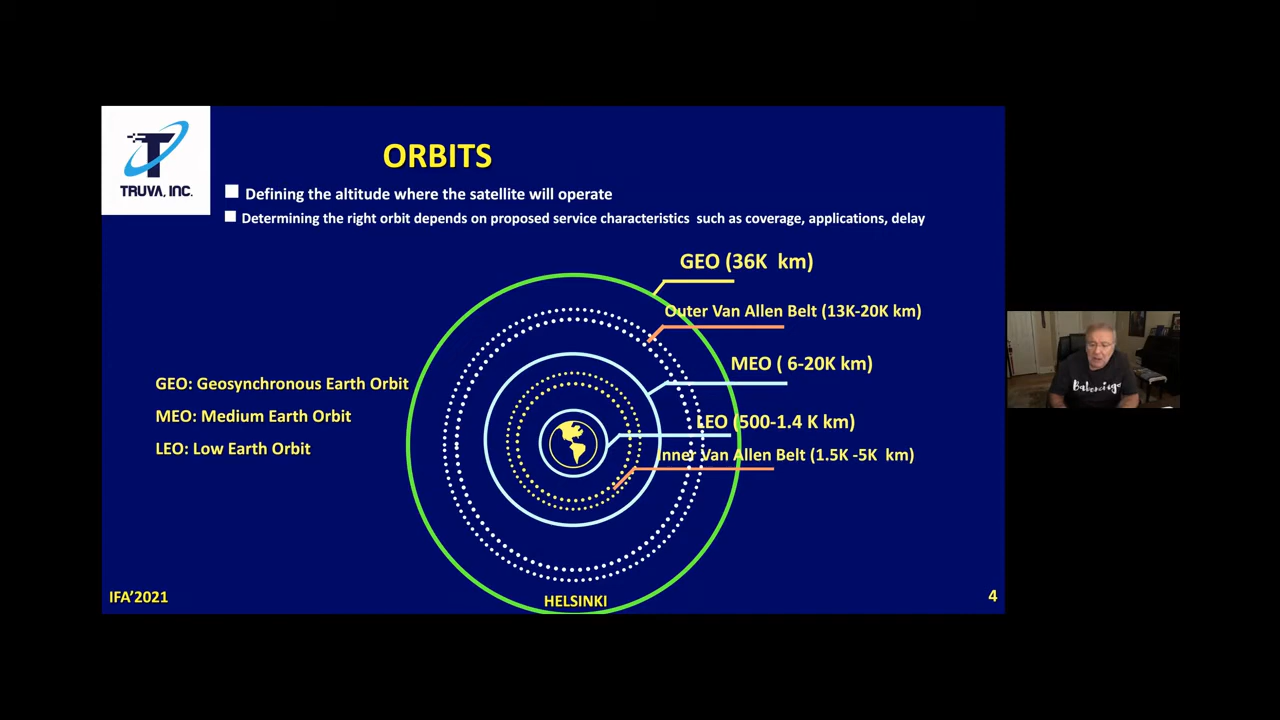 TRUVA, INC.
ORBITS
Defining the altitude where the satellite will operate
Determining the right orbit depends on proposed service characteristics such as coverage, applications, delay
GEO (36K km)
Outer Van Allen Belt (13K-20K km)
MEO ( 6-20K km)
GEO: Geosynchronous Earth Orbit
MEO: Medium Earth Orbit
LEO (500-1.4 K km)
LEO: Low Earth Orbit
Inner Van Allen Belt (1.5K -5K km)
IFA’2021
HELSINKI
4